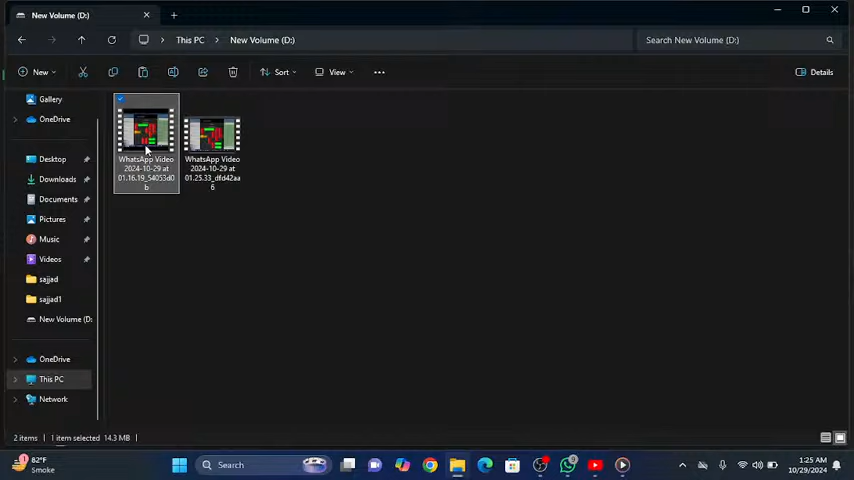 New Volume (D:)
This PC
New Volume (D:)
Search New Volume (D:)
New
Sort
View
Details
Gallery
OneDrive
Desktop
Downloads
Documents
Pictures
Music
Videos
sajjad
sajjad1
New Volume (D:
OneDrive
This PC
Network
WhatsApp Video
2024-10-29 at
01.16.19_54053d0
b
WhatsApp Video
2024-10-29 at
01.25.33_dfd42aa
6
2 items
1 item selected 14.3 MB
82°F
Smoke
Search
1:25 AM
10/29/2024